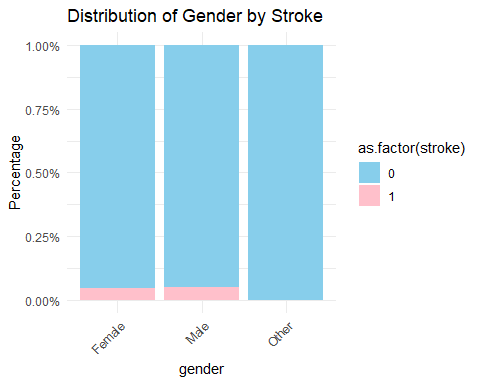 Distribution of Gender by Stroke
Percentage
1.00%
0.75%
0.50%
0.25%
0.00%
Female
Male
Other
gender
as.factor(stroke)
0
1